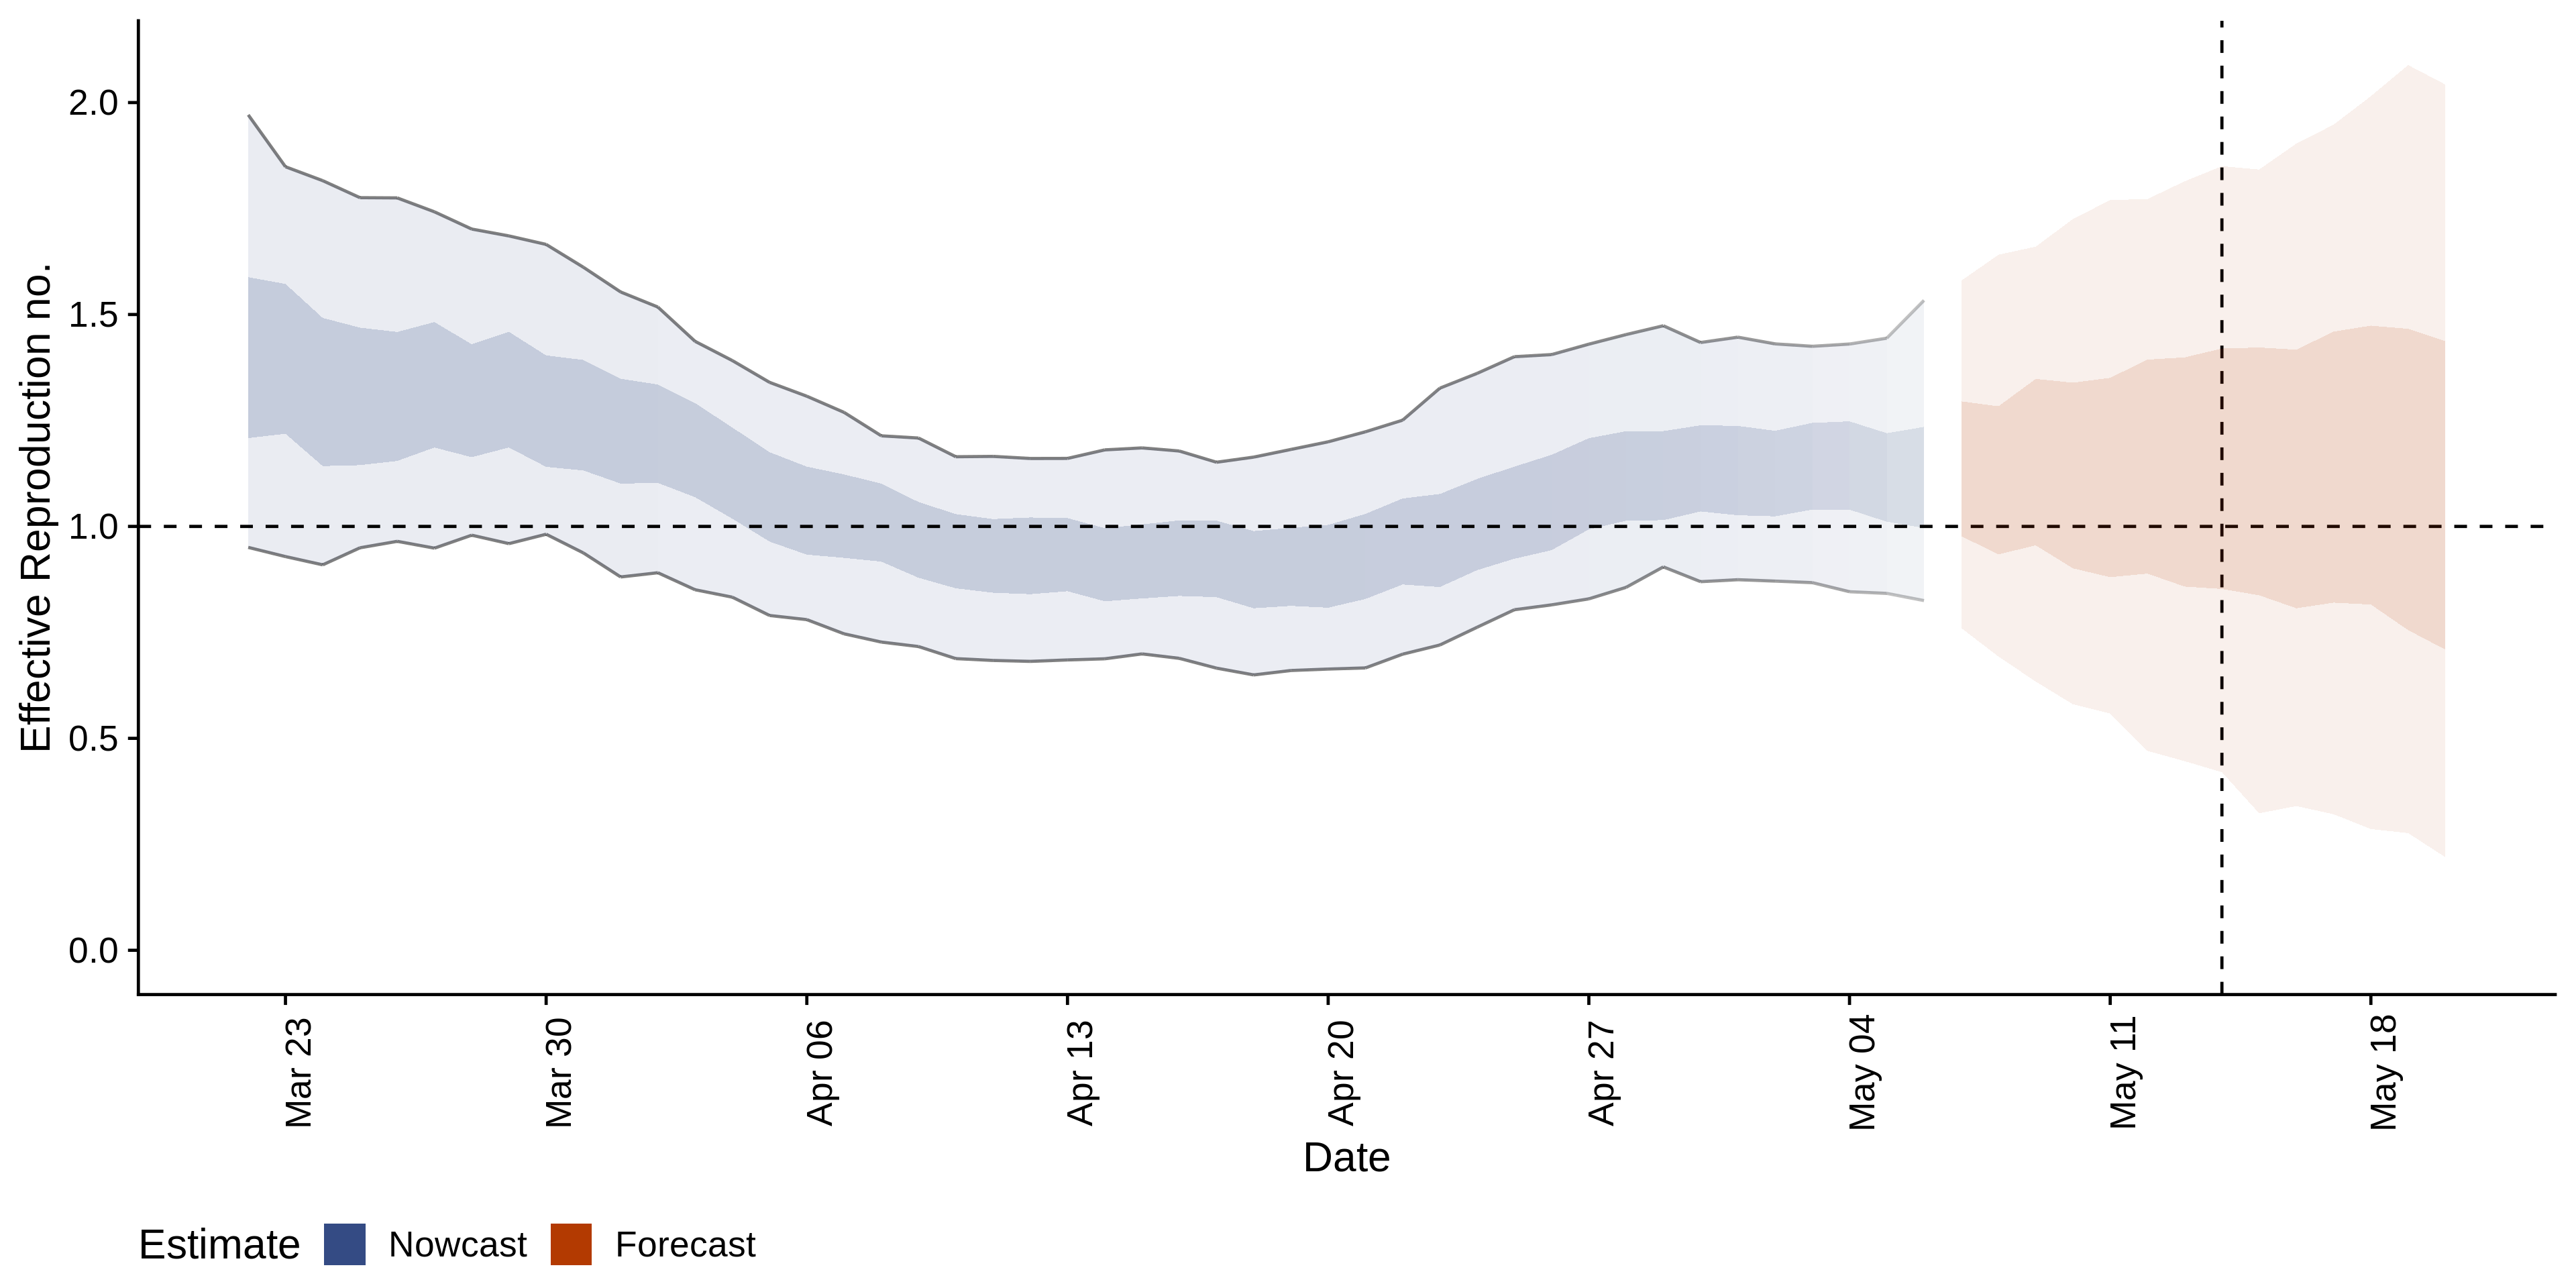 Effective Reproduction no.
2.0
1.5
1.0
0.5
0.0
Mar 23
Mar 30
Apr 06
Apr 13
Apr 20
Apr 27
May 04
May 11
May 18
Date
Estimate Nowcast Forecast